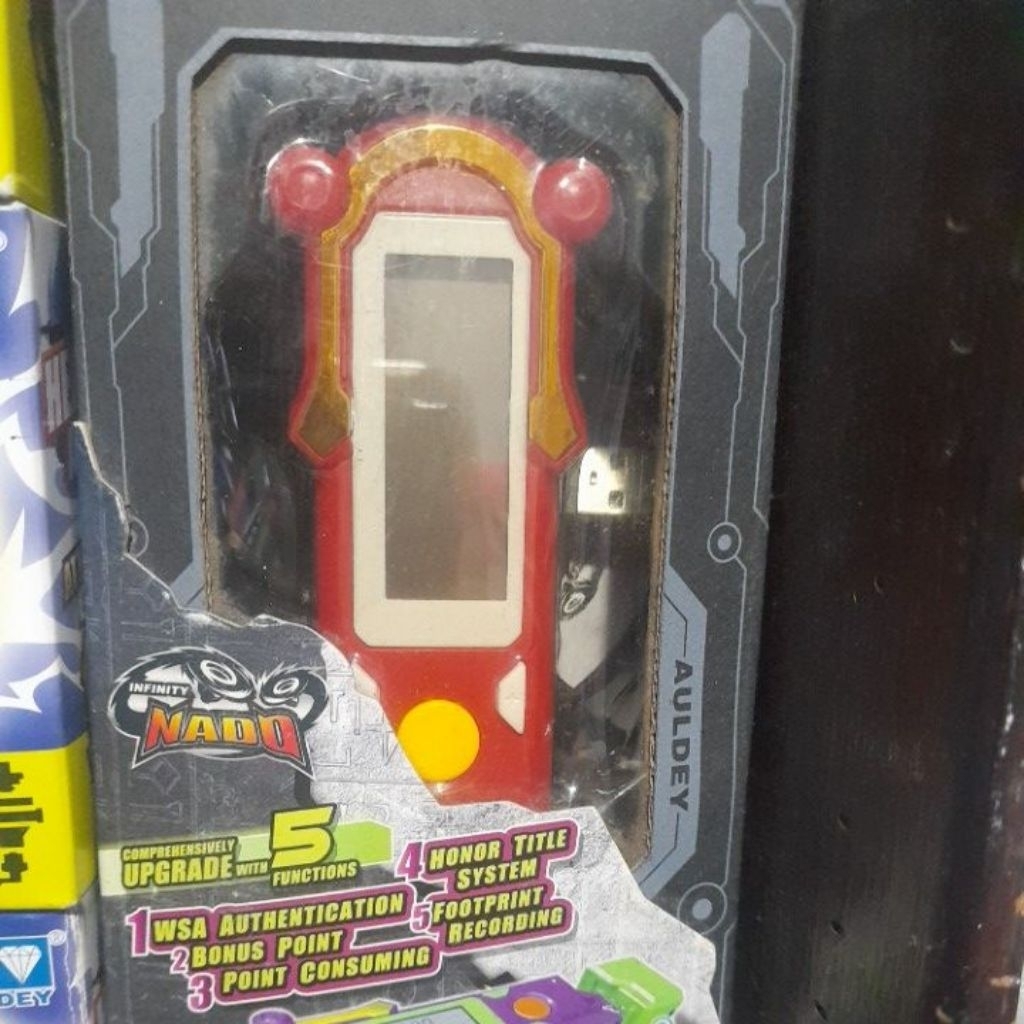 AULDEY
INFINITY
NADO
COMPREHENSIVELY
UPGRADE WITH 5
FUNCTIONS
1 WSA AUTHENTICATION
2 BONUS POINT
3 POINT CONSUMING
4 HONOR TITLE
SYSTEM
5 FOOTPRINT
RECORDING
DEY